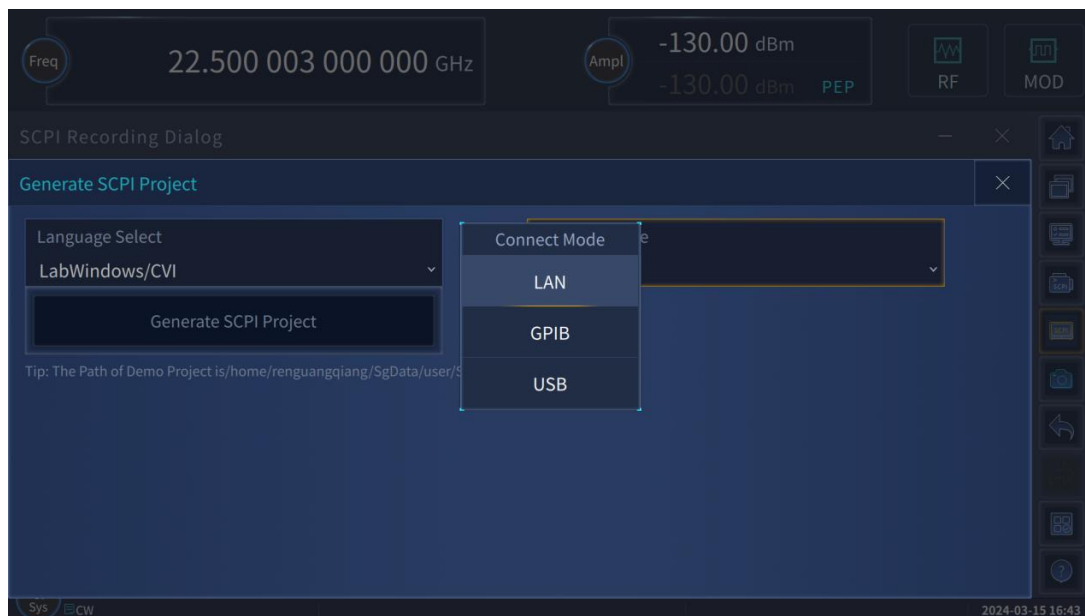 Freq
22.500 003 000 000 GHz
Ampl
-130.00 dBm
-130.00 dBm PEP
RF
MOD
SCPI Recording Dialog
Generate SCPI Project
Language Select
LabWindows/CVI
Connect Mode
e
LAN
GPIB
USB
Generate SCPI Project
Tip: The Path of Demo Project is/home/renguangqiang/SgData/user/S
SCPI
SCPI
Sys
CW
2024-03-15 16:43